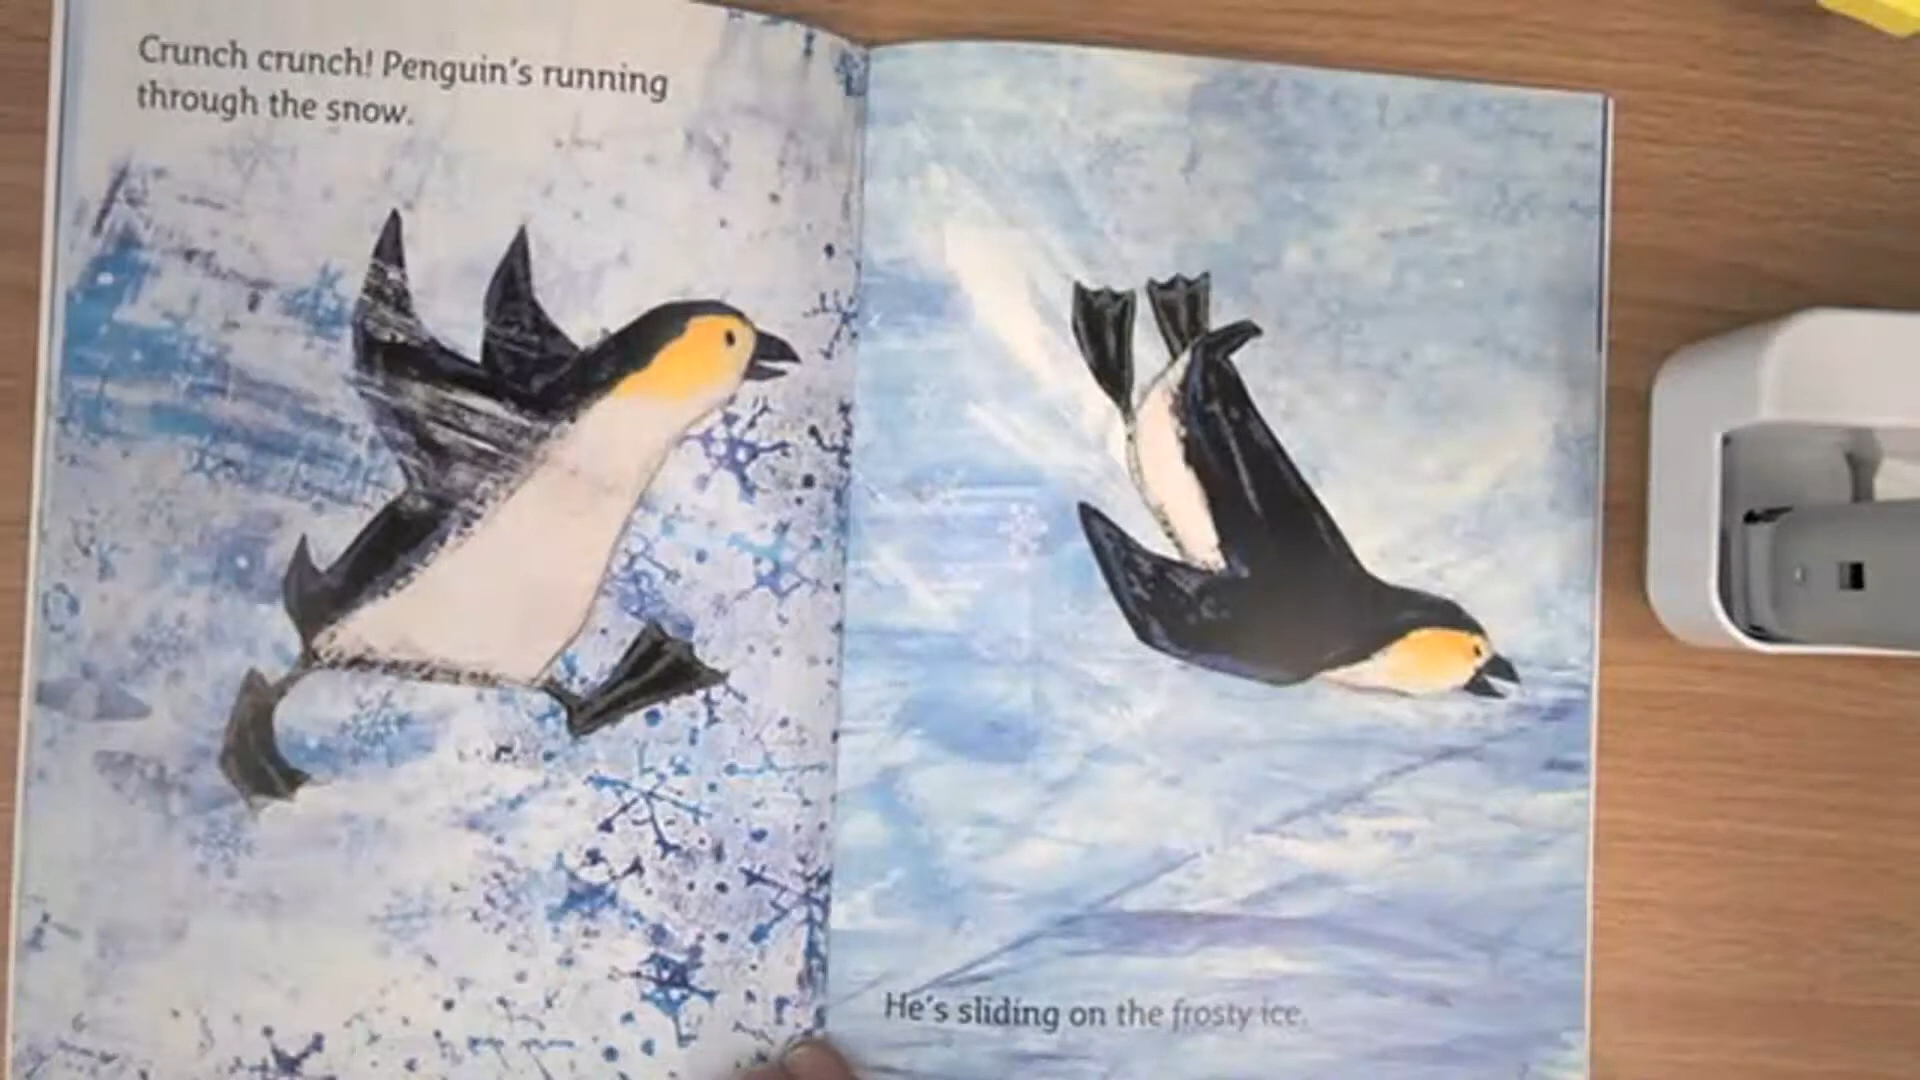 Crunch crunch! Penguin's running
through the snow.
He's sliding on the frosty ice.